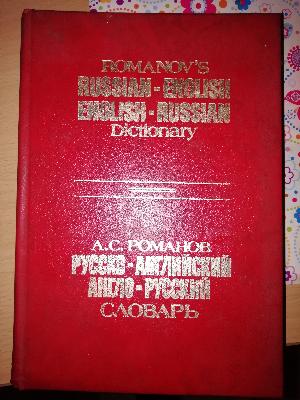 ROMANOV'S
RUSSIAN-ENGLISH
ENGLISH-RUSSIAN
Dictionary
А.С. РОМАНОВ
РУССКО-АНГЛИЙСКИЙ
АНГЛО-РУССКИЙ
СЛОВАРЬ